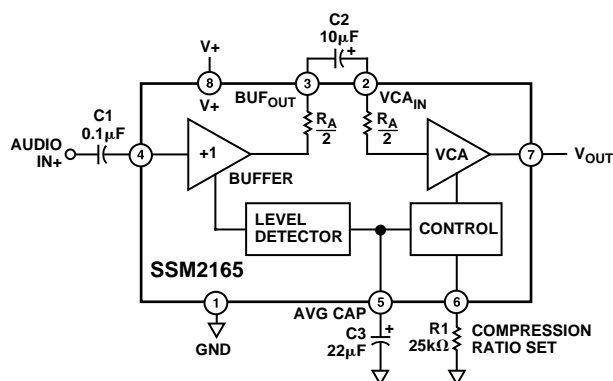 C2
10µF
+
V+
8
V+
3
BUFOUT
2
VCAIN
C1
0.1µF
AUDIO
IN+
4
+1
BUFFER
RA
2
RA
2
VCA
7
VOUT
LEVEL
DETECTOR
CONTROL
SSM2165
1
GND
5
AVG CAP
6
C3
22µF
+
R1
25kΩ
COMPRESSION
RATIO SET